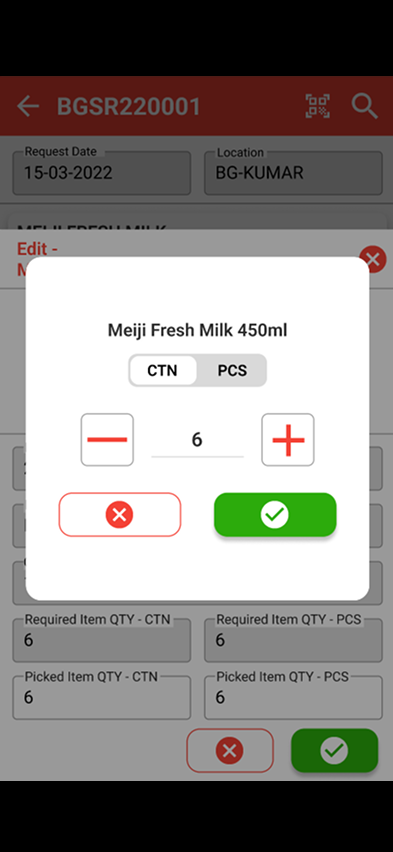 BGSR220001
Request Date
15-03-2022
Location
BG-KUMAR
MEIJI FRESH MILK
Edit -
Meiji Fresh Milk 450ml
CTN
PCS
6
Required Item QTY - CTN
6
Required Item QTY - PCS
6
Picked Item QTY - CTN
6
Picked Item QTY - PCS
6